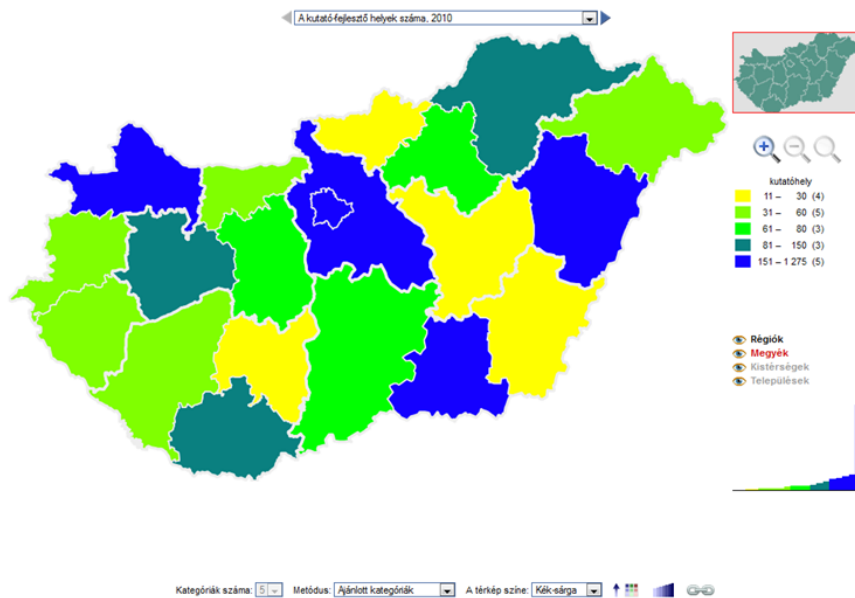 A kutató-fejlesztő helyek száma, 2010
kutatóhely
11 – 30 (4)
31 – 60 (5)
61 – 80 (3)
81 – 150 (3)
151 – 1 275 (5)
Régiók
Megyék
Kistérségek
Települések
Kategóriák száma: 5 Metódus: Ajánlott kategóriák A térkép színe: Kék-sárga